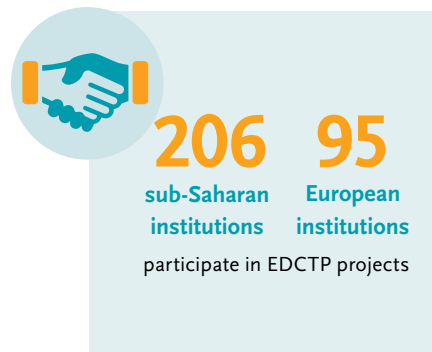 206 95
sub-Saharan European
institutions institutions
participate in EDCTP projects